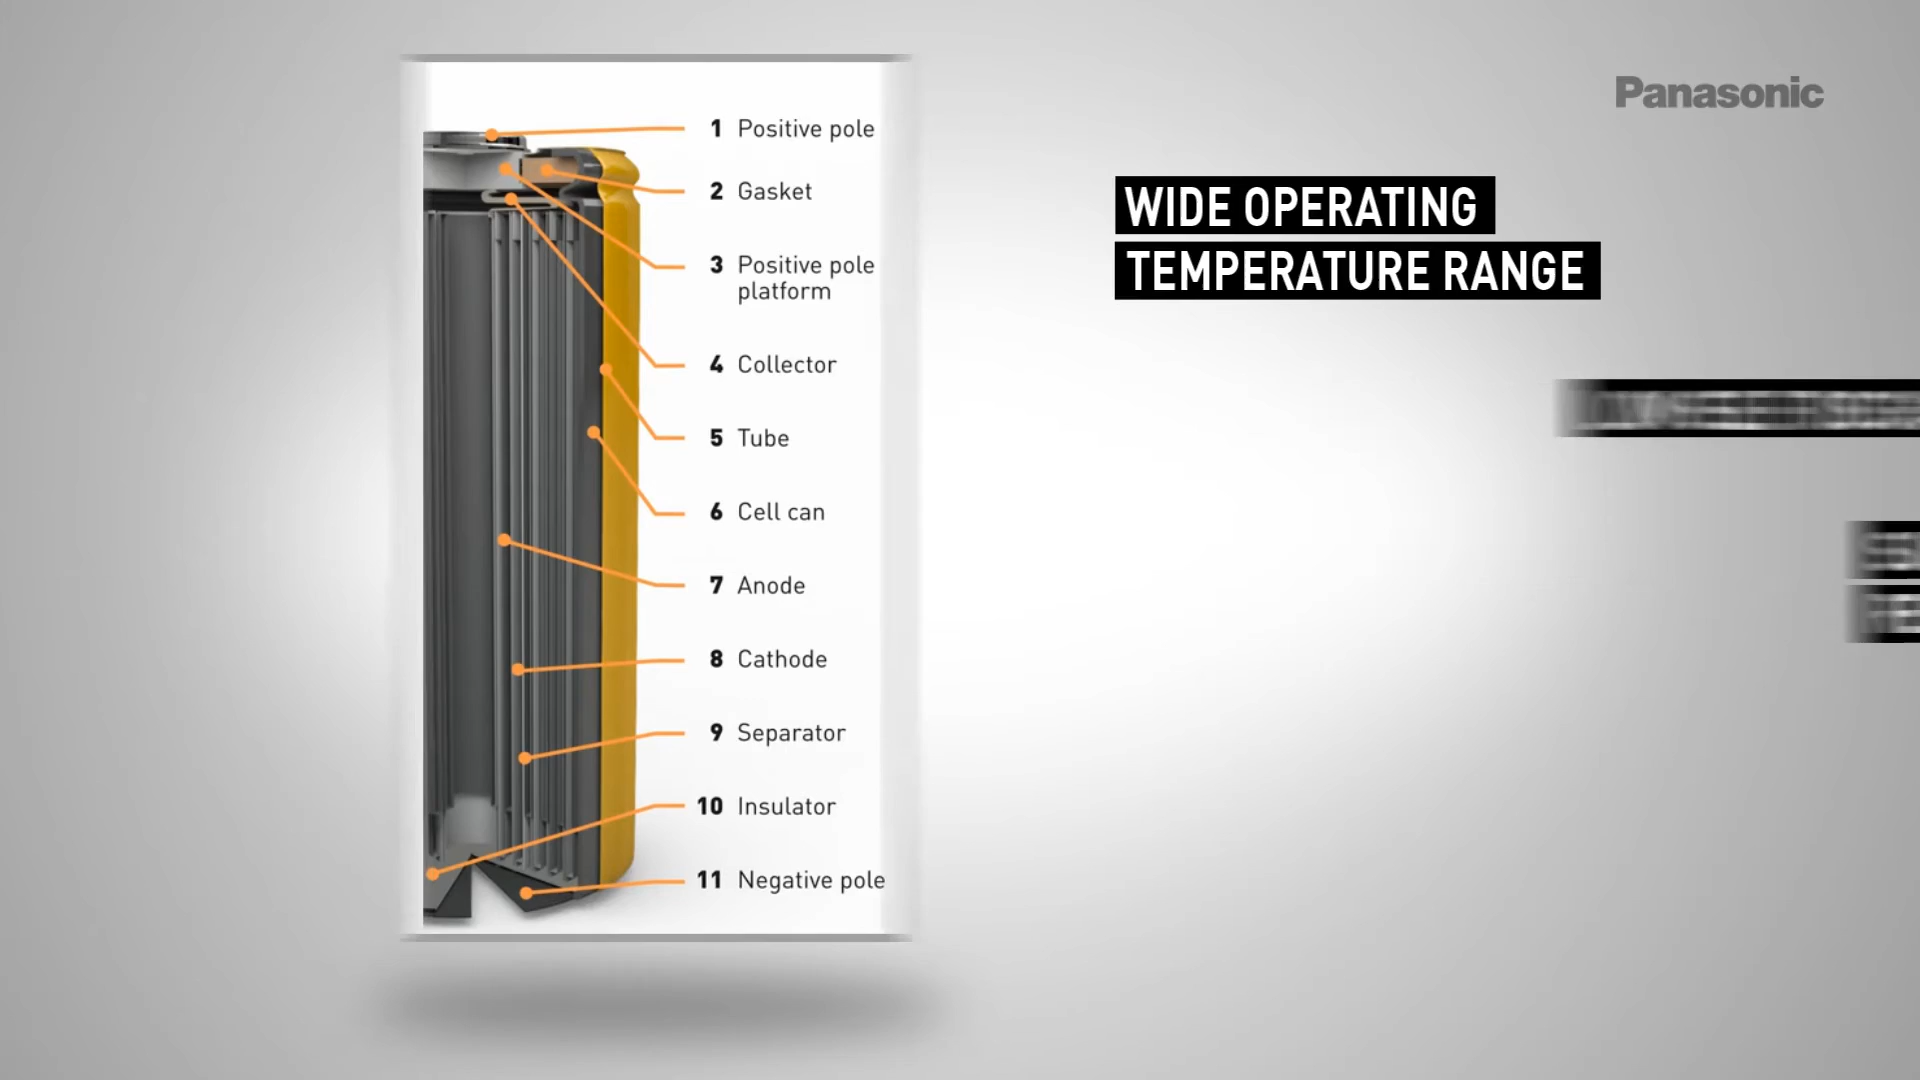 Panasonic
1 Positive pole
2 Gasket
3 Positive pole
platform
4 Collector
5 Tube
6 Cell can
7 Anode
8 Cathode
9 Separator
10 Insulator
11 Negative pole
WIDE OPERATING
TEMPERATURE RANGE